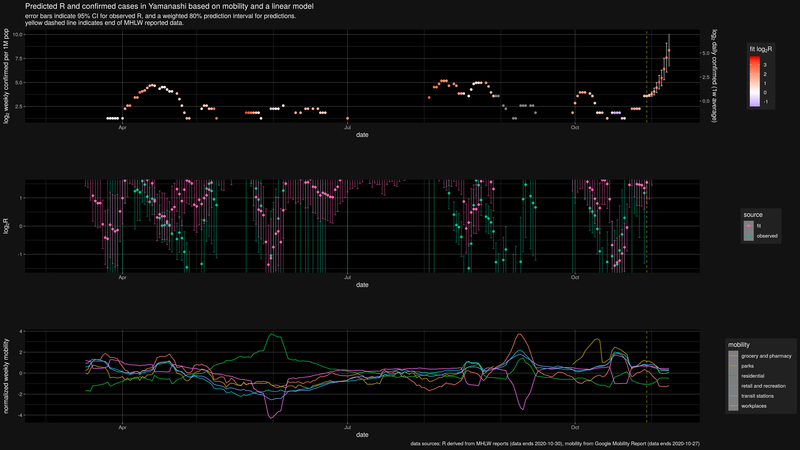 Predicted R and confirmed cases in Yamanashi based on mobility and a linear model
error bars indicate 95% CI for observed R, and a weighted 80% prediction interval for predictions.
yellow dashed line indicates end of MHLW reported data.
log₂ weekly confirmed per 1M pop
10.0
7.5
5.0
2.5
Apr
Jul
Oct
date
5.0
2.5
0.0
log₂ daily confirmed (1w average)
fit log₂R
3
2
1
0
-1
log₂R
1
0
-1
Apr
Jul
Oct
date
source
fit
observed
normalized weekly mobility
4
2
0
-2
-4
Apr
Jul
Oct
date
mobility
grocery and pharmacy
parks
residential
retail and recreation
transit stations
workplaces
data sources: R derived from MHLW reports (data ends 2020-10-30), mobility from Google Mobility Report (data ends 2020-10-27)